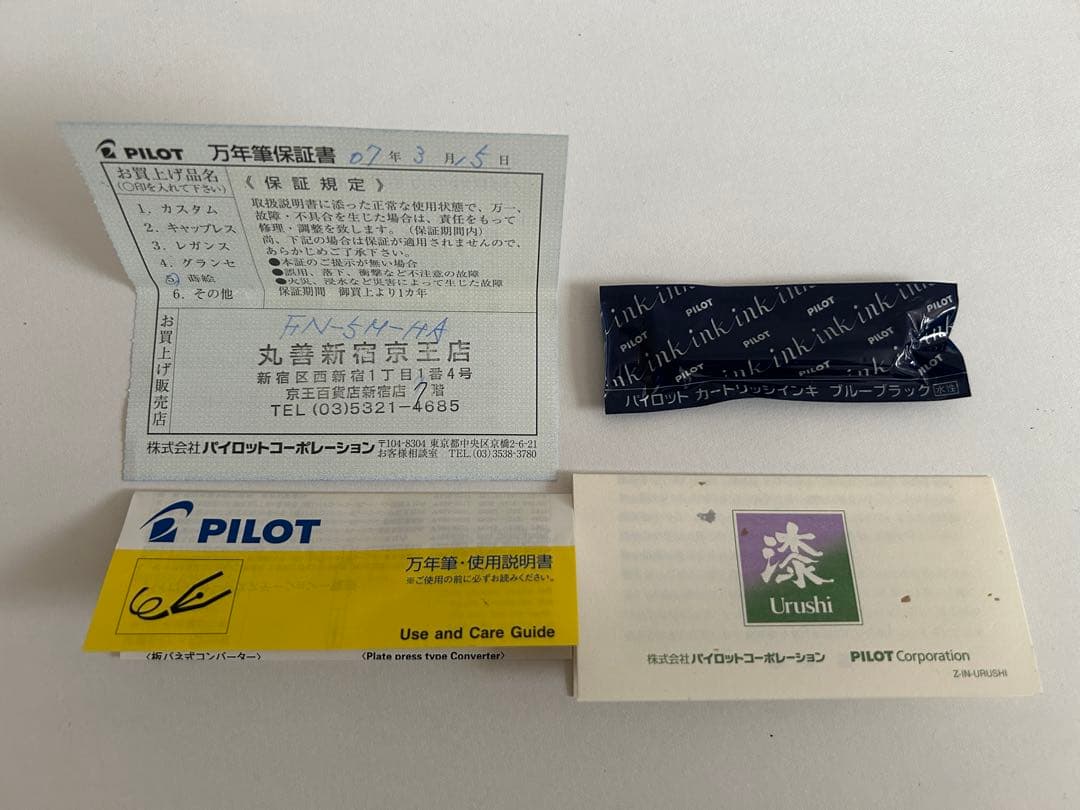 PILOT 万年筆保証書 07年3月15日
お買上げ品名
(○印を入れて下さい)
1. カスタム
2. キャップレス
3. レガンス
4. グランセ
5. 蒔絵
6. その他
《保証規定》
取扱説明書に添った正常な使用状態で、万一、
故障・不具合を生じた場合は、責任をもって
修理・調整を致します。(保証期間内)
尚、下記の場合は保証が適用されませんので、
あらかじめご了承下さい。
●本証のご提示が無い場合
●誤用、落下、衝撃など不注意の故障
●火災、浸水など災害によって生じた故障
保証期間 御買上より1カ年
お買上げ販売店
FN-5M-HA
丸善新宿京王店
新宿区西新宿1丁目1番4号
京王百貨店新宿店7階
TEL (03)5321-4685
株式会社パイロットコーポレーション 〒104-8304 東京都中央区京橋2-6-21
お客様相談室 TEL.(03)3538-3780
ink ink ink ink ink
PILOT PILOT PILOT PILOT PILOT PILOT
パイロット カートリッジインキ ブルーブラック 水性
PILOT
万年筆・使用説明書
※ご使用の前に必ずお読みください。
Use and Care Guide
〈板バネ式コンバーター〉
〈Plate press type Converter〉
漆
Urushi
株式会社パイロットコーポレーション PILOT Corporation
Z-IN-URUSHI